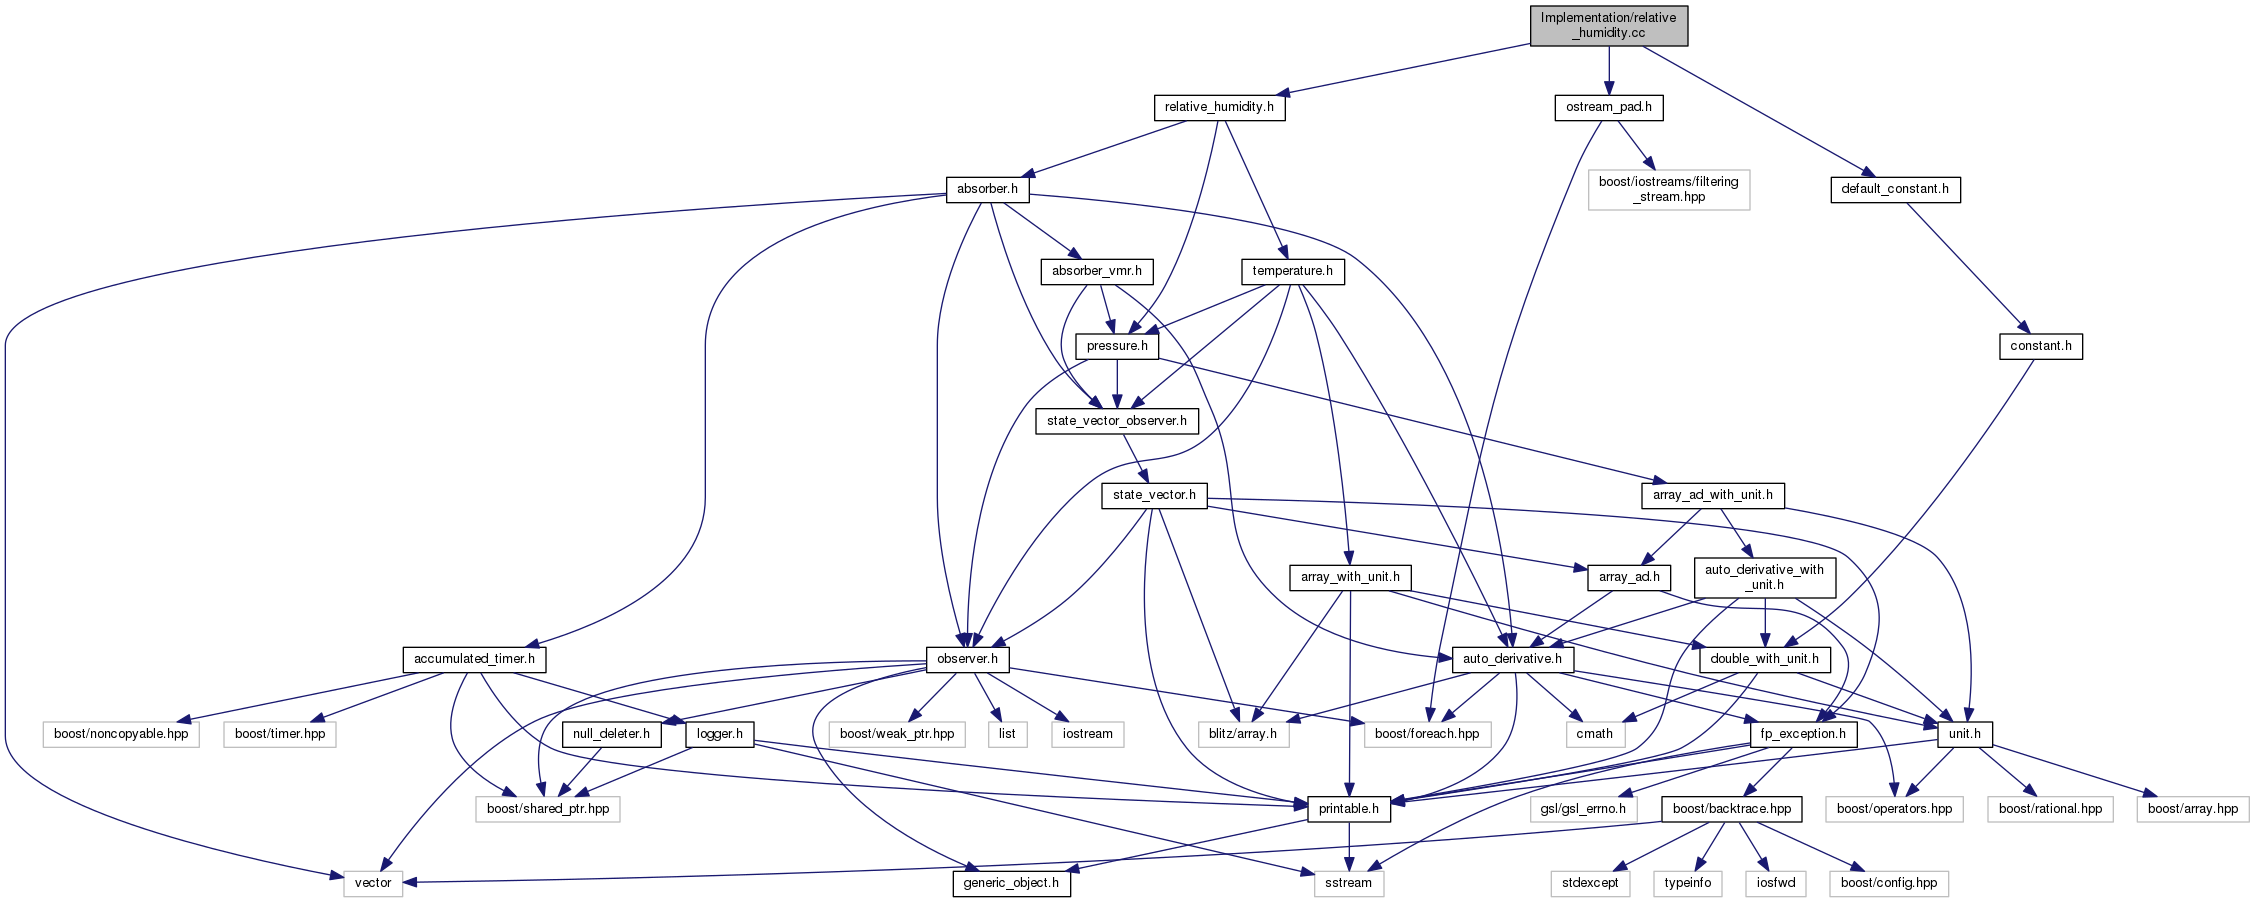 Implementation/relative
_humidity.cc
relative_humidity.h
ostream_pad.h
boost/iostreams/filtering
_stream.hpp
absorber.h
default_constant.h
absorber_vmr.h
temperature.h
pressure.h
constant.h
state_vector_observer.h
state_vector.h
array_ad_with_unit.h
array_with_unit.h
array_ad.h
auto_derivative_with
_unit.h
accumulated_timer.h
observer.h
auto_derivative.h
double_with_unit.h
boost/noncopyable.hpp
boost/timer.hpp
null_deleter.h
logger.h
boost/weak_ptr.hpp
list
iostream
blitz/array.h
boost/foreach.hpp
cmath
fp_exception.h
unit.h
boost/shared_ptr.hpp
printable.h
gsl/gsl_errno.h
boost/backtrace.hpp
boost/operators.hpp
boost/rational.hpp
boost/array.hpp
vector
generic_object.h
sstream
stdexcept
typeinfo
iosfwd
boost/config.hpp